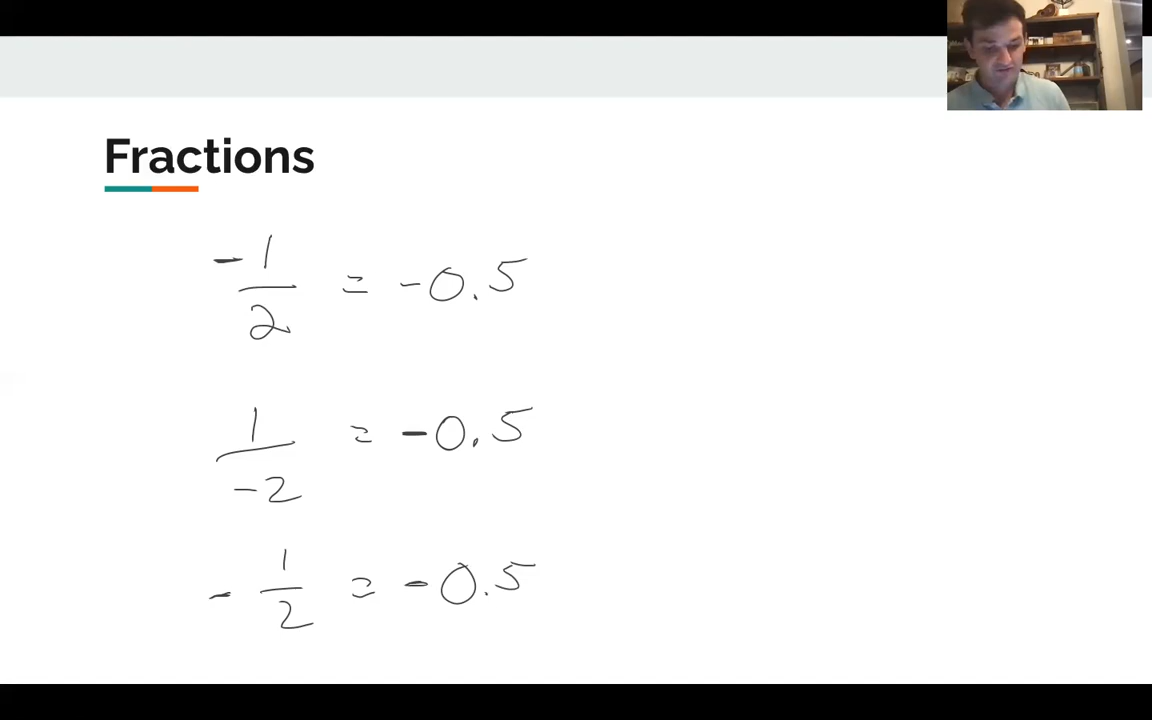 Fractions
-1/2 = -0.5
1/-2 = -0.5
- 1/2 = -0.5